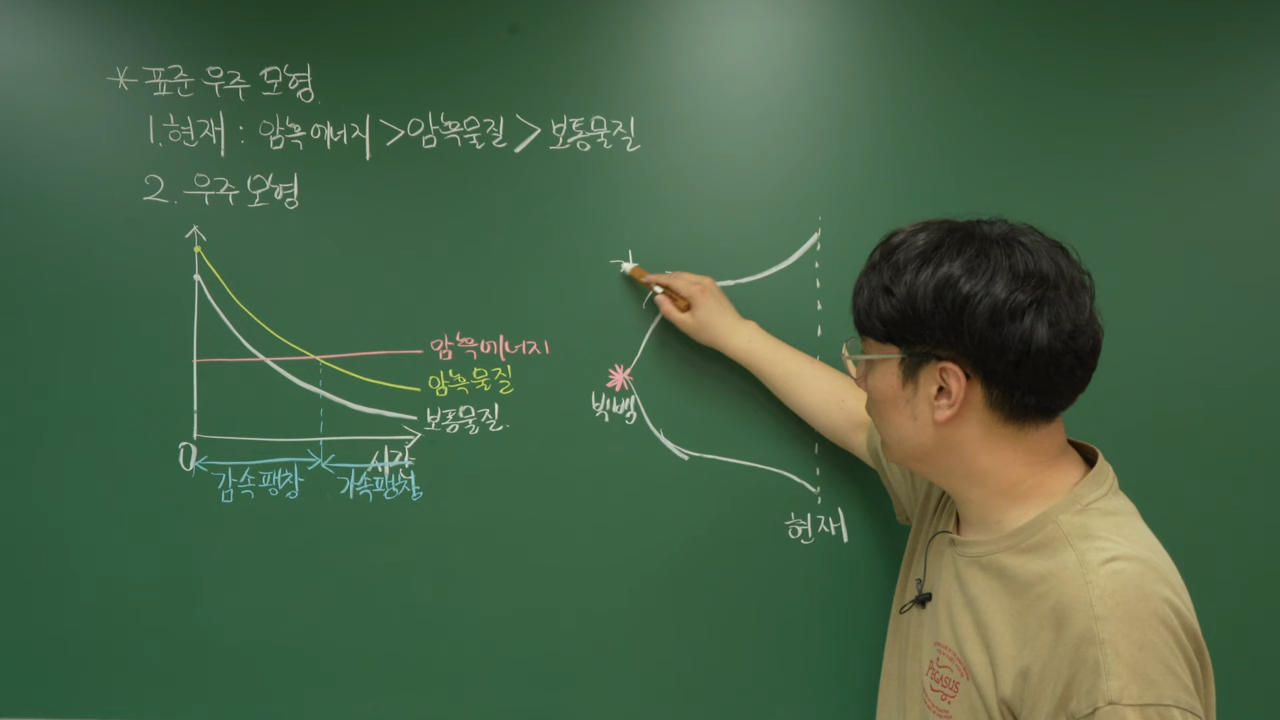 * 표준 우주 모형
1. 현재 : 암흑에너지 > 암흑물질 > 보통물질
2. 우주 모형
암흑에너지
암흑물질
보통물질.
0
시간
감속팽창
가속팽창
빅뱅
현재
PEGASUS